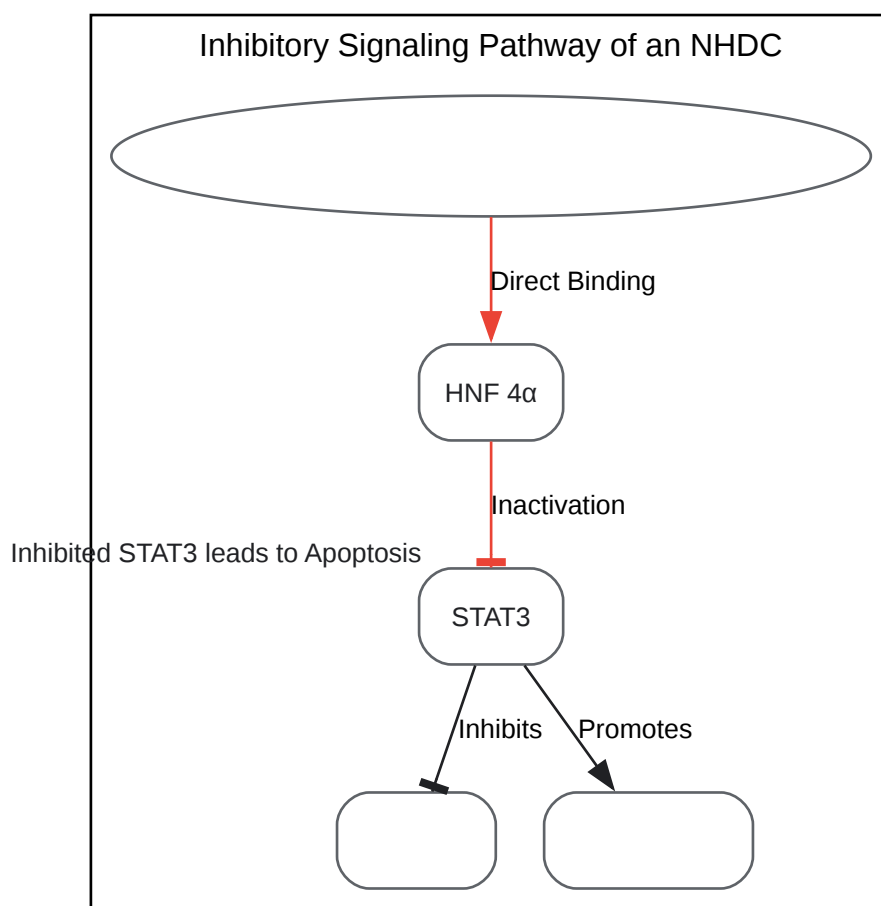 Inhibitory Signaling Pathway of an NHDC
Direct Binding
HNF 4α
Inactivation
Inhibited STAT3 leads to Apoptosis
STAT3
Inhibits
Promotes